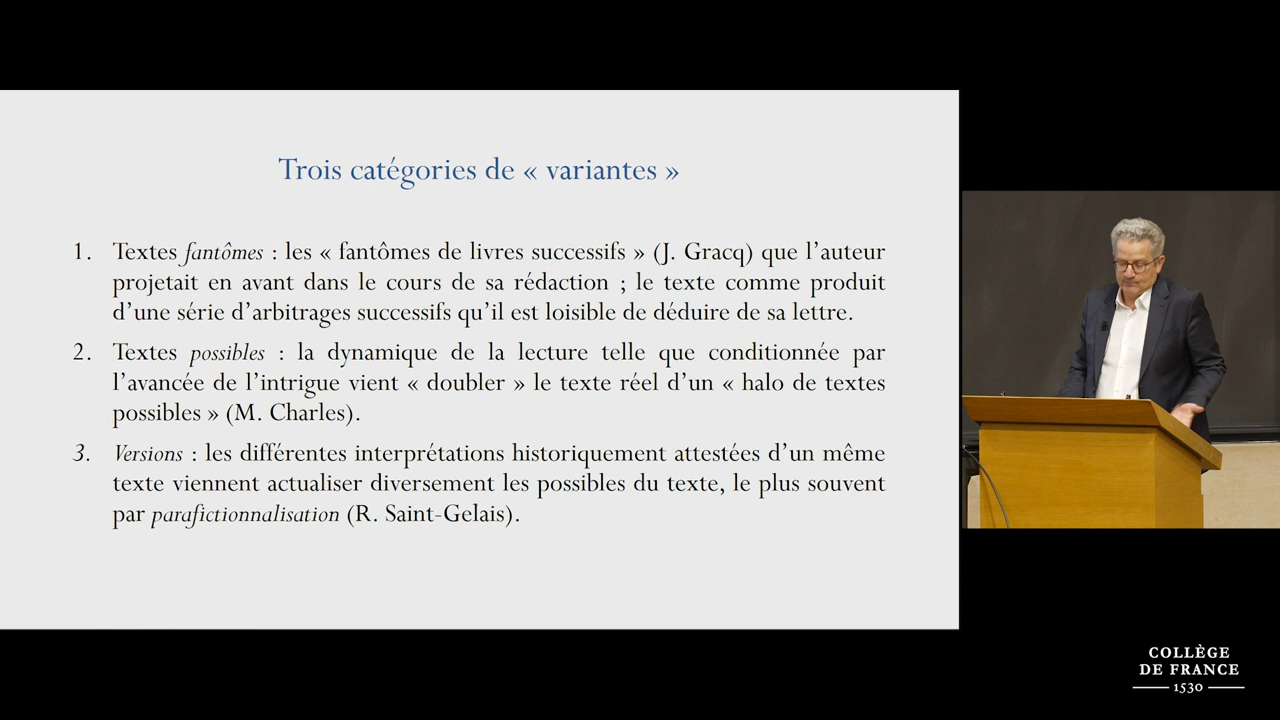 Trois catégories de « variantes »
1. Textes fantômes : les « fantômes de livres successifs » (J. Gracq) que l'auteur
projetait en avant dans le cours de sa rédaction ; le texte comme produit
d'une série d'arbitrages successifs qu'il est loisible de déduire de sa lettre.
2. Textes possibles : la dynamique de la lecture telle que conditionnée par
l'avancée de l'intrigue vient « doubler » le texte réel d'un « halo de textes
possibles » (M. Charles).
3. Versions : les différentes interprétations historiquement attestées d'un même
texte viennent actualiser diversement les possibles du texte, le plus souvent
par parafictionnalisation (R. Saint-Gelais).
COLLÈGE
DE FRANCE
1530